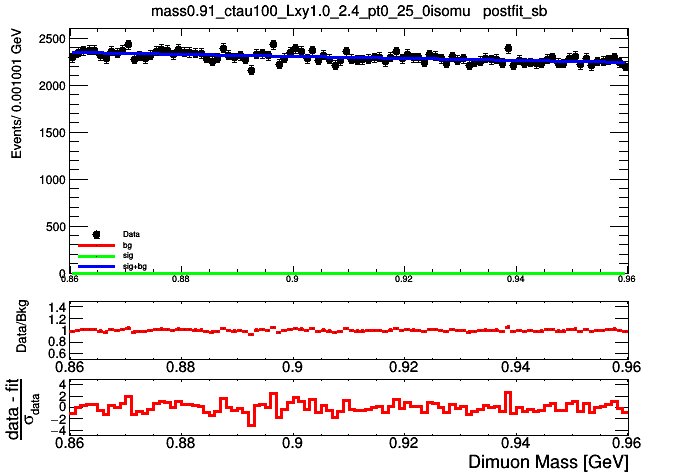 mass0.91_ctau100_Lxy1.0_2.4_pt0_25_0isomu postfit_sb
Events/ 0.001001 GeV
2500
2000
1500
1000
500
0
Data
bg
sig
sig+bg
0.86 0.88 0.9 0.92 0.94 0.96
Data/Bkg
1.4
1.2
1
0.8
0.6
0.86 0.88 0.9 0.92 0.94 0.96
data - fit
σdata
4
2
0
−2
−4
0.86 0.88 0.9 0.92 0.94 0.96
Dimuon Mass [GeV]